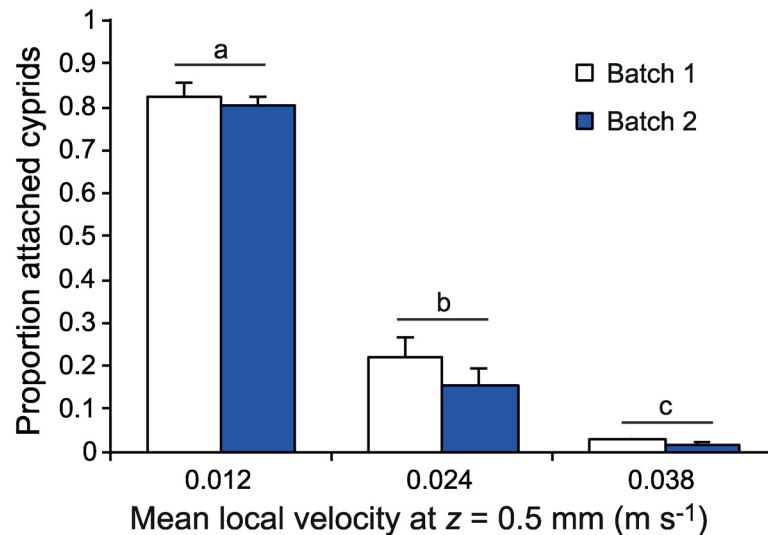 1
0.9
0.8
0.7
0.6
0.5
0.4
0.3
0.2
0.1
0
Proportion attached cyprids
a
b
c
Batch 1
Batch 2
0.012
0.024
0.038
Mean local velocity at z = 0.5 mm (m s-1)